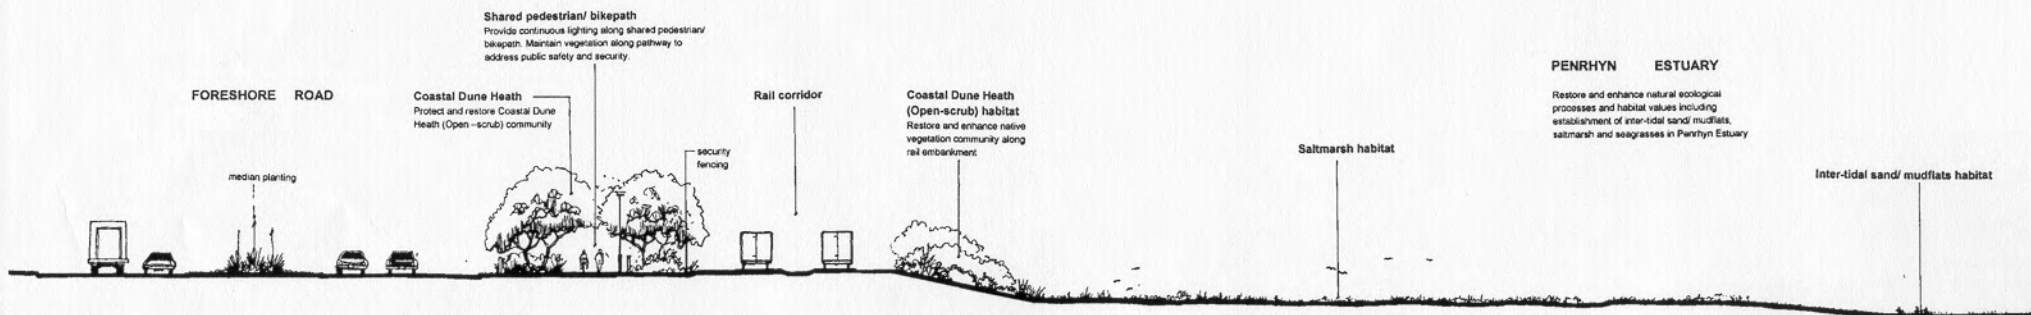 Shared pedestrian/ bikepath
Provide continuous lighting along shared pedestrian/
bikepath. Maintain vegetation along pathway to
address public safety and security.
FORESHORE ROAD
Coastal Dune Heath
Protect and restore Coastal Dune
Heath (Open –scrub) community
median planting
security
fencing
Rail corridor
Coastal Dune Heath
(Open-scrub) habitat
Restore and enhance native
vegetation community along
rail embankment
Saltmarsh habitat
PENRHYN ESTUARY
Restore and enhance natural ecological
processes and habitat values including
establishment of inter-tidal sand/ mudflats,
saltmarsh and seagrasses in Penrhyn Estuary
Inter-tidal sand/ mudflats habitat